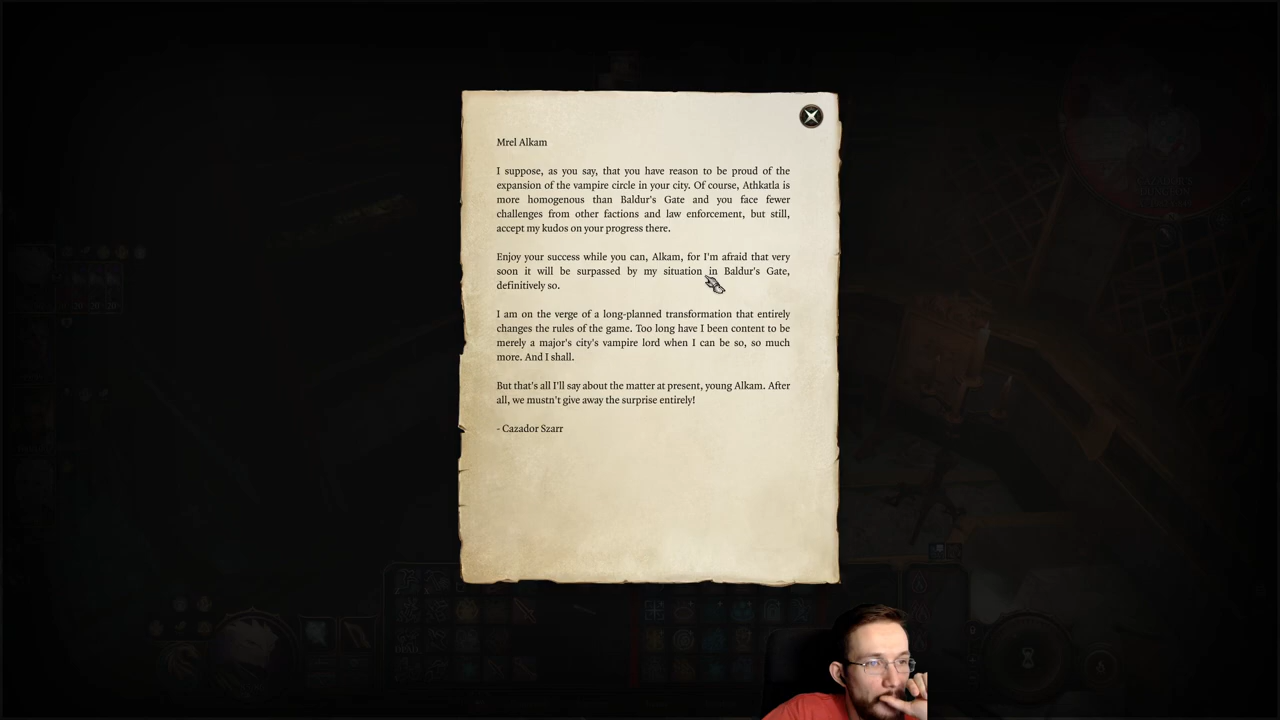 Mrel Alkam
I suppose, as you say, that you have reason to be proud of the
expansion of the vampire circle in your city. Of course, Athkatla is
more homogenous than Baldur's Gate and you face fewer
challenges from other factions and law enforcement, but still,
accept my kudos on your progress there.
Enjoy your success while you can, Alkam, for I'm afraid that very
soon it will be surpassed by my situation in Baldur's Gate,
definitively so.
I am on the verge of a long-planned transformation that entirely
changes the rules of the game. Too long have I been content to be
merely a major's city's vampire lord when I can be so, so much
more. And I shall.
But that's all I'll say about the matter at present, young Alkam. After
all, we mustn't give away the surprise entirely!
- Cazador Szarr